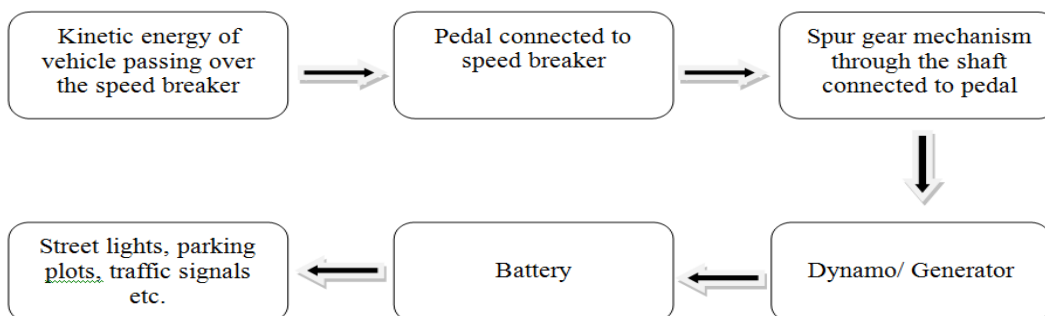 Kinetic energy of
vehicle passing over
the speed breaker
Pedal connected to
speed breaker
Spur gear mechanism
through the shaft
connected to pedal
Street lights, parking
plots, traffic signals
etc.
Battery
Dynamo/ Generator